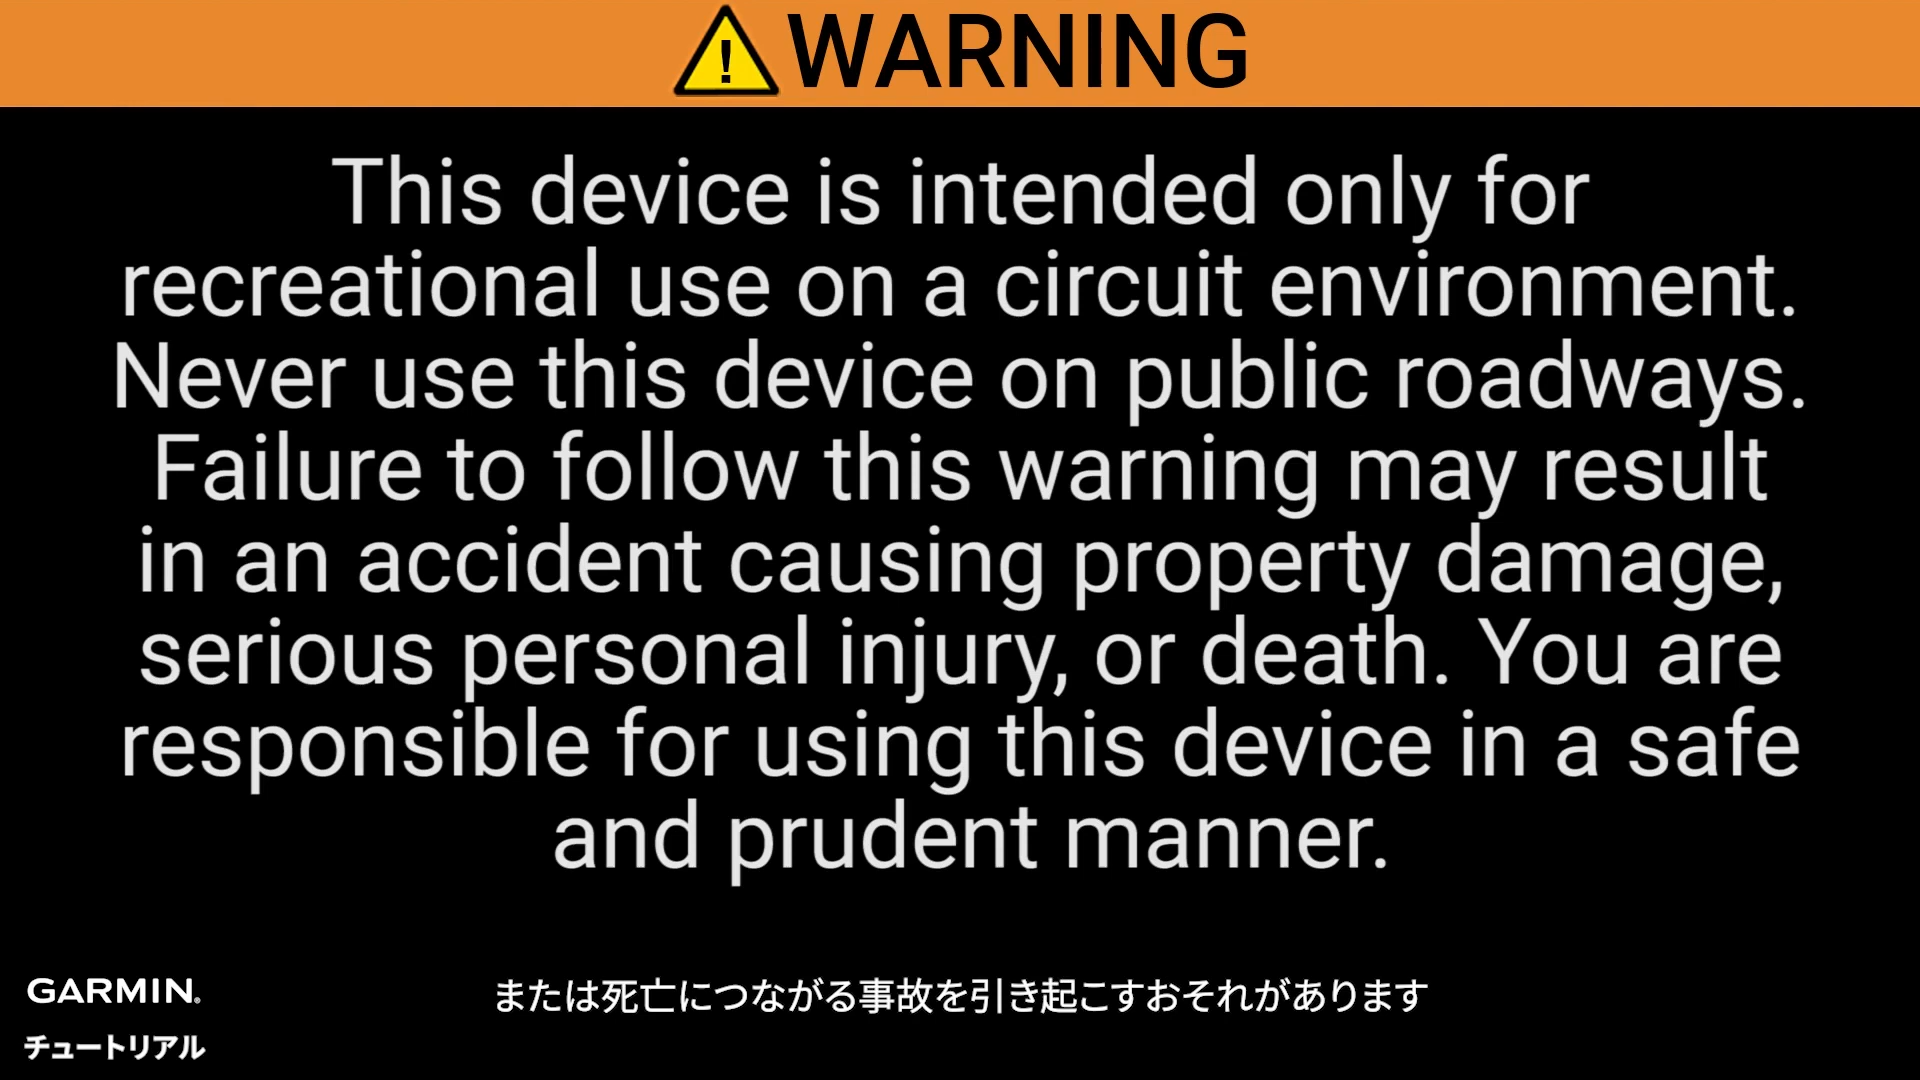 WARNING
This device is intended only for
recreational use on a circuit environment.
Never use this device on public roadways.
Failure to follow this warning may result
in an accident causing property damage,
serious personal injury, or death. You are
responsible for using this device in a safe
and prudent manner.
GARMIN®
または死亡につながる事故を引き起こすおそれがあります
チュートリアル